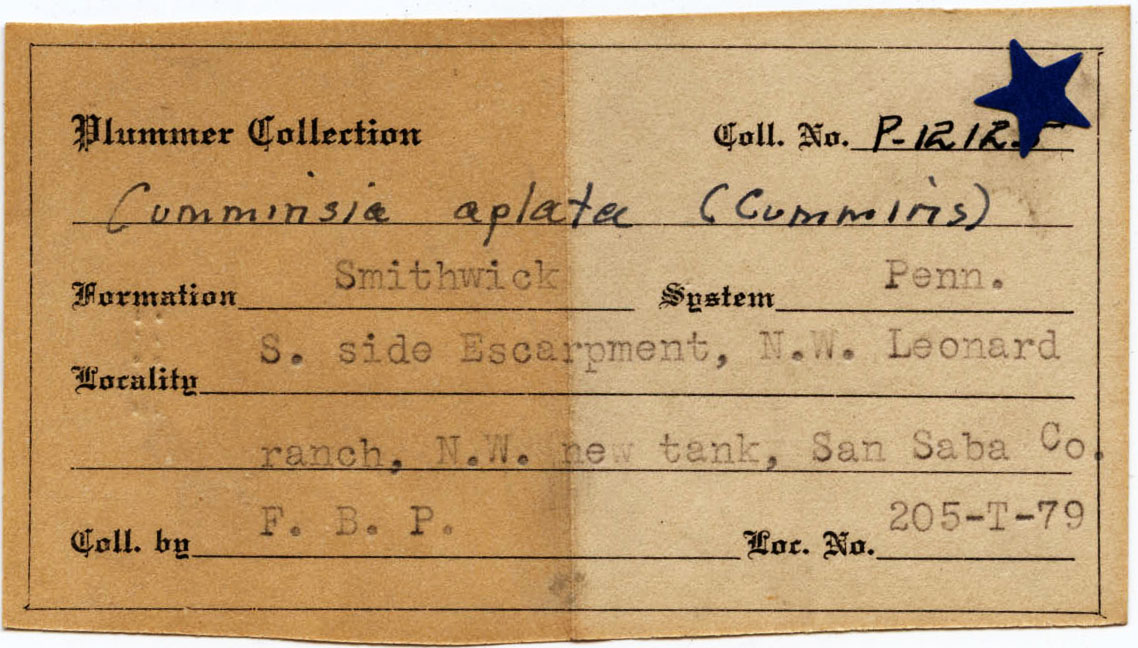 Plummer Collection Coll. No. P-12125
Cumminsia aplata (Cummins)
Formation Smithwick System Penn.
Locality S. side Escarpment, N.W. Leonard
ranch, N.W. new tank, San Saba Co.
Coll. by F. B. P. Loc. No. 205-T-79